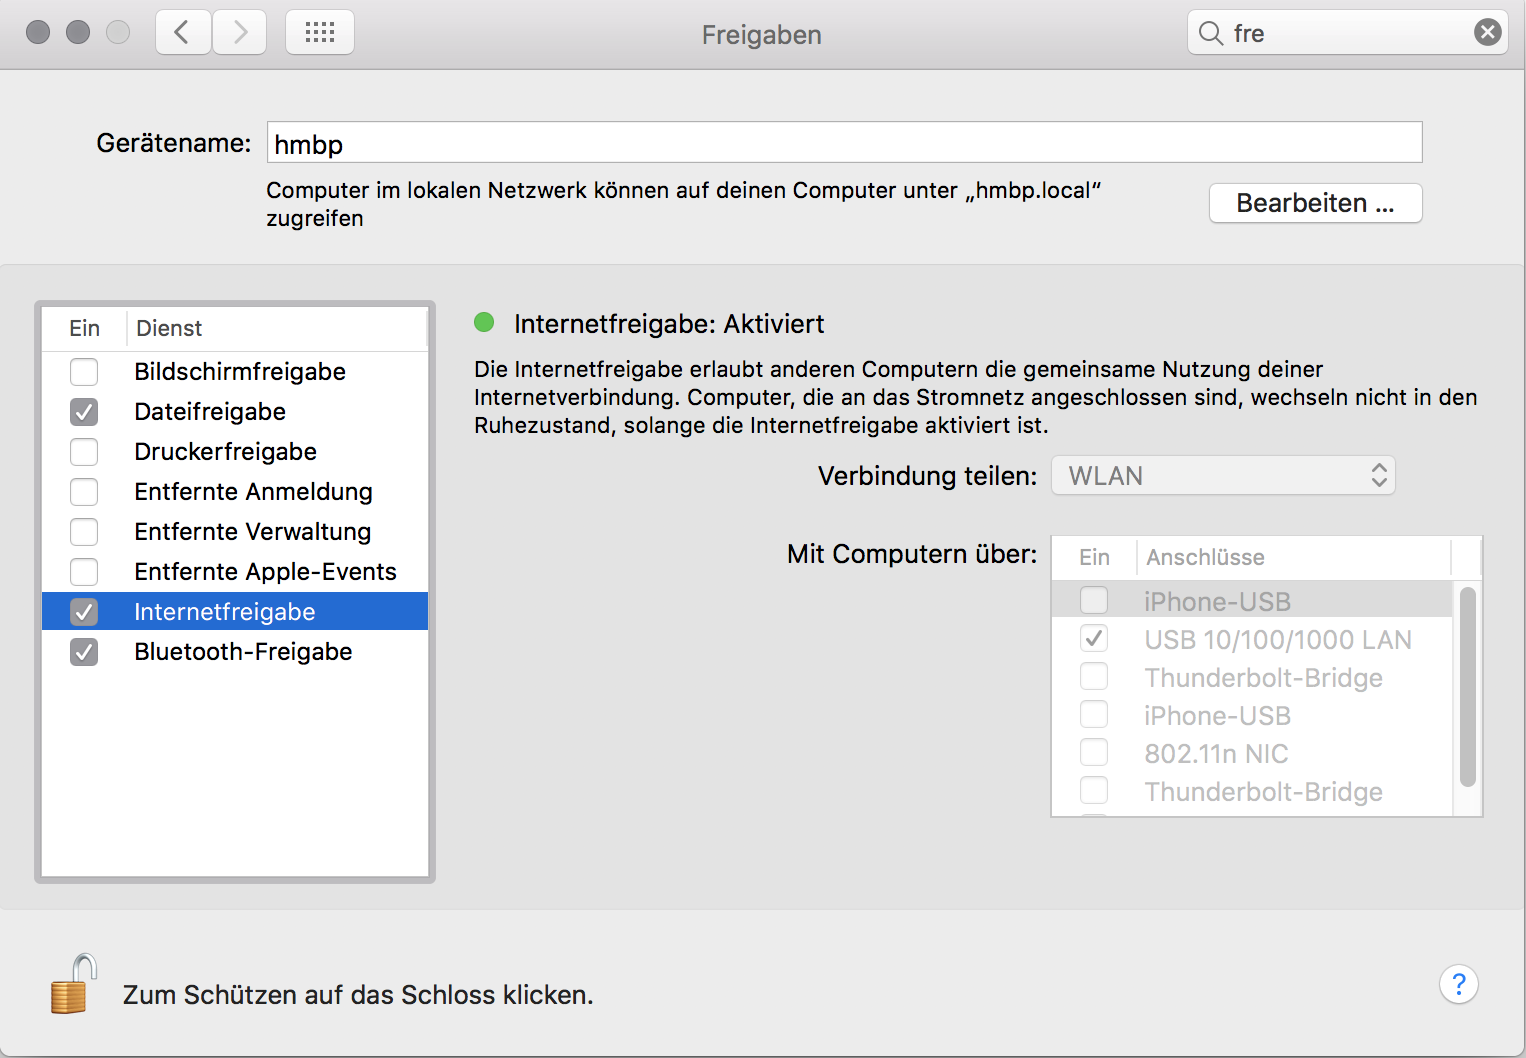 Freigaben
fre
Gerätename:
hmbp
Computer im lokalen Netzwerk können auf deinen Computer unter „hmbp.local“
zugreifen
Bearbeiten ...
Ein Dienst
Bildschirmfreigabe
Dateifreigabe
Druckerfreigabe
Entfernte Anmeldung
Entfernte Verwaltung
Entfernte Apple-Events
Internetfreigabe
Bluetooth-Freigabe
Internetfreigabe: Aktiviert
Die Internetfreigabe erlaubt anderen Computern die gemeinsame Nutzung deiner
Internetverbindung. Computer, die an das Stromnetz angeschlossen sind, wechseln nicht in den
Ruhezustand, solange die Internetfreigabe aktiviert ist.
Verbindung teilen: WLAN
Mit Computern über:
Ein Anschlüsse
iPhone-USB
USB 10/100/1000 LAN
Thunderbolt-Bridge
iPhone-USB
802.11n NIC
Thunderbolt-Bridge
Zum Schützen auf das Schloss klicken.
?